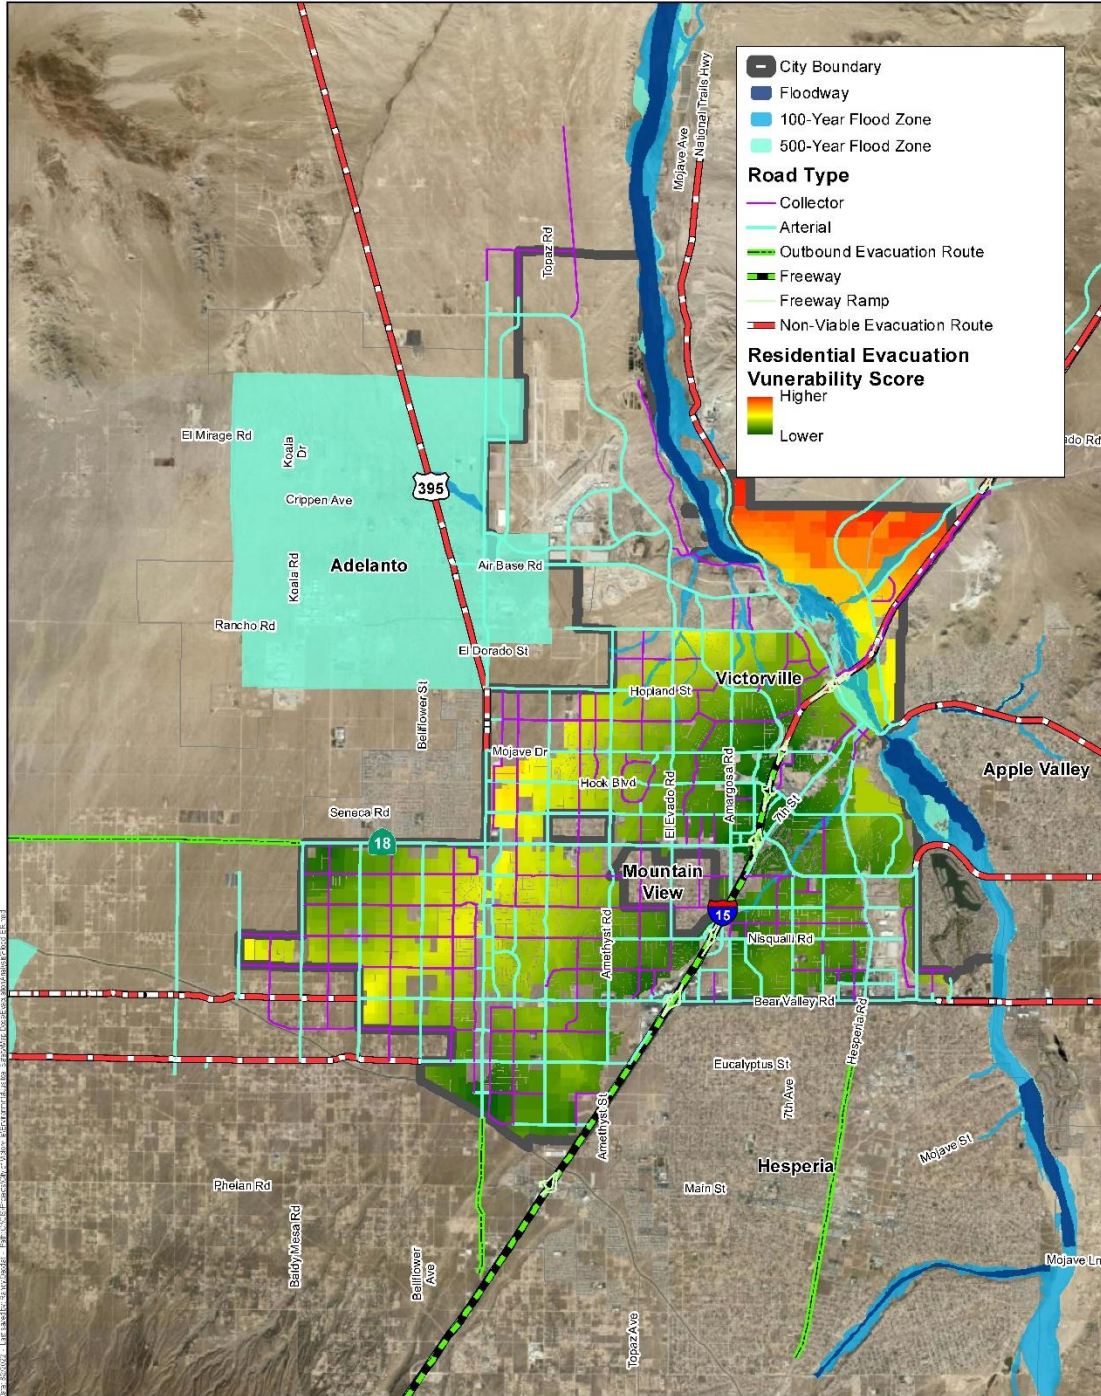 City Boundary
Floodway
100-Year Flood Zone
500-Year Flood Zone
Road Type
Collector
Arterial
Outbound Evacuation Route
Freeway
Freeway Ramp
Non-Viable Evacuation Route
Residential Evacuation
Vunerability Score
Higher
Lower
Mojave Ave
National Trails Hwy
Topaz Rd
El Mirage Rd
Koala
Dr
395
Crippen Ave
Adelanto
Air Base Rd
Koala Rd
Rancho Rd
El Dorado St
Victorville
Hopland St
Bellflower St
Mojave Dr
Hook Blvd
El Evado Rd
Amargosa Rd
7th St
Apple Valley
Seneca Rd
18
Mountain
View
15
Amethyst Rd
Nisqualli Rd
Bear Valley Rd
Hesperia Rd
Eucalyptus St
7th Ave
Amethyst St
Mojave St
Hesperia
Phelan Rd
Main St
Baldy Mesa Rd
Bellflower
Ave
Mojave Ln
Topaz Ave